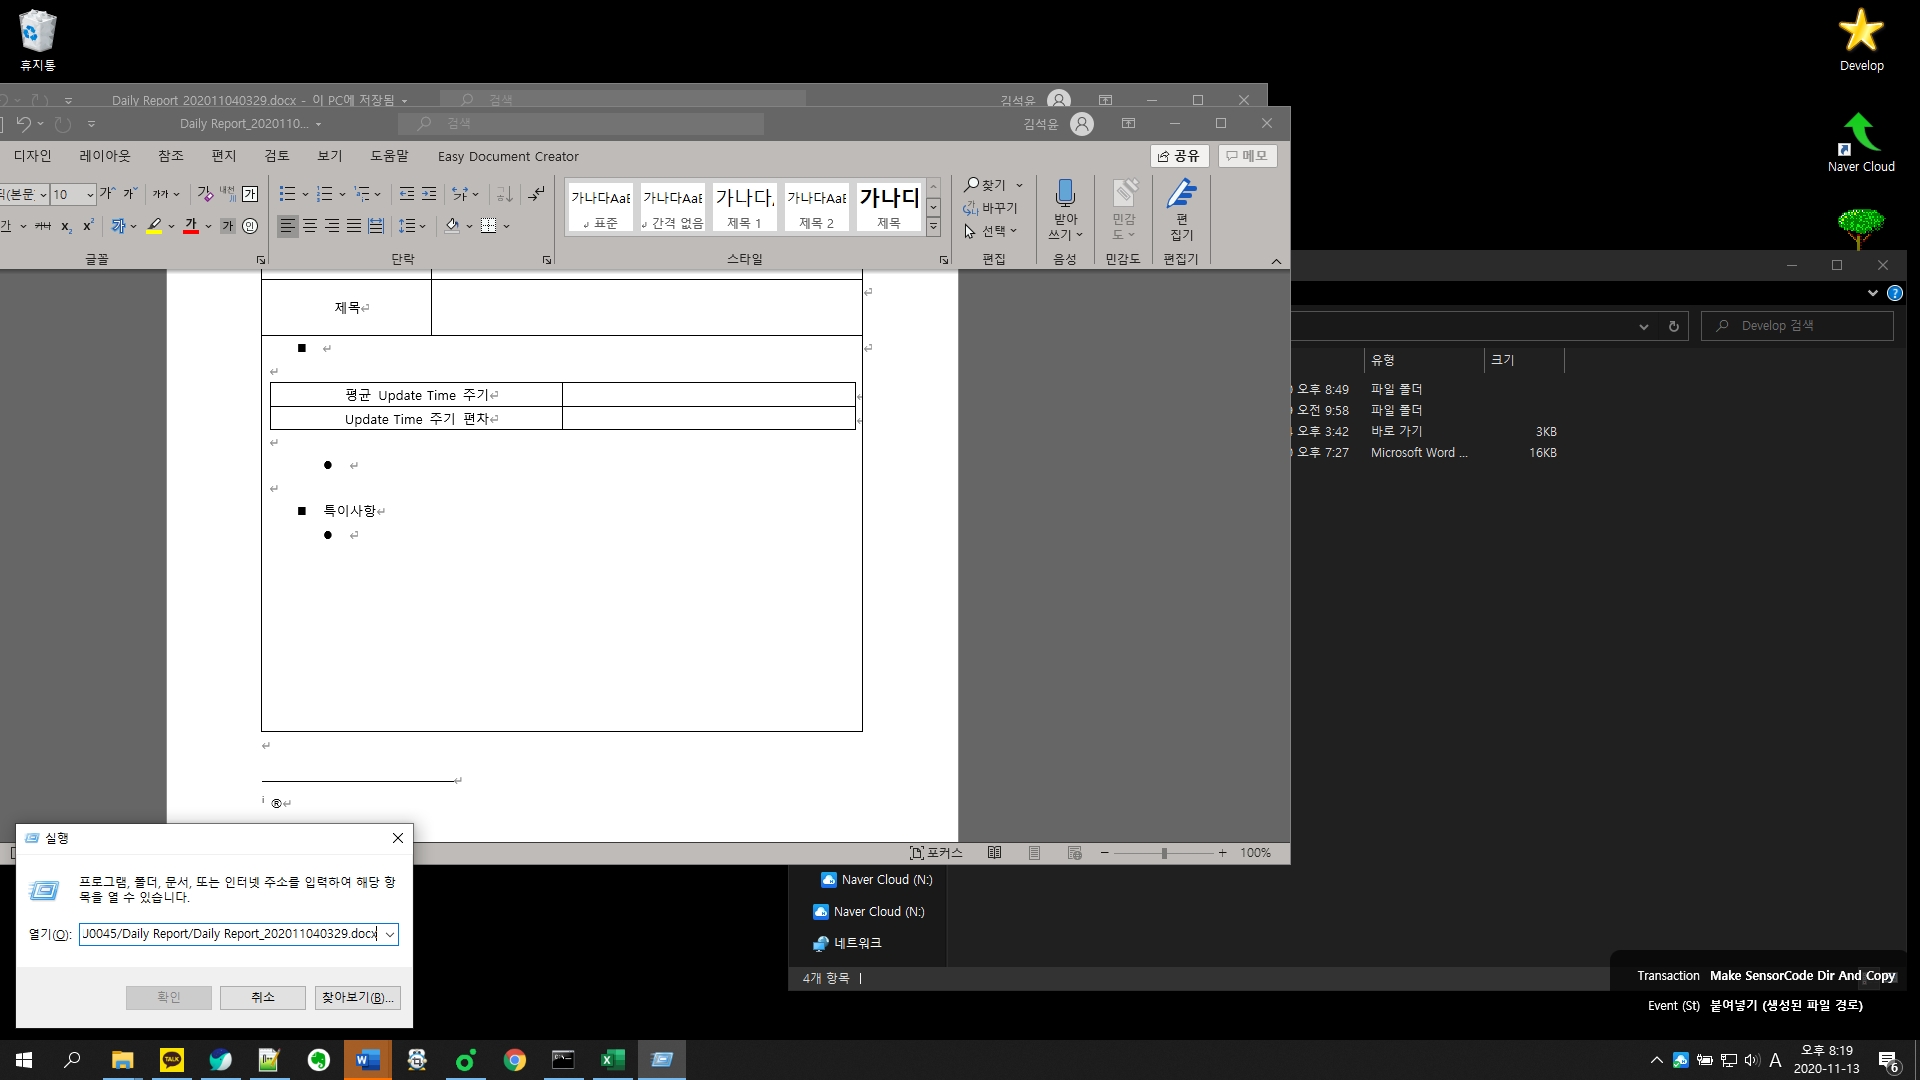 휴지통
Develop
Naver Cloud
Daily Report_202011040329.docx - 이 PC에 저장됨
검색
김석윤
Daily Report_2020110...
검색
김석윤
디자인 레이아웃 참조 편지 검토 보기 도움말 Easy Document Creator
공유 메모
10
가나다AaB
표준
가나다AaB
간격 없음
가나다
제목 1
가나다AaB
제목 2
가나다
제목
찾기
바꾸기
선택
받아
쓰기
민감
도
편
집기
글꼴 단락 스타일 편집 음성 민감도 편집기
제목
■
평균 Update Time 주기
Update Time 주기 편차
●
■ 특이사항
●
i ®
포커스
100%
Develop 검색
유형 크기
오후 8:49 파일 폴더
오전 9:58 파일 폴더
오후 3:42 바로 가기 3KB
오후 7:27 Microsoft Word ... 16KB
Naver Cloud (N:)
Naver Cloud (N:)
네트워크
4개 항목
실행
프로그램, 폴더, 문서, 또는 인터넷 주소를 입력하여 해당 항
목을 열 수 있습니다.
열기(O): J0045/Daily Report/Daily Report_202011040329.docx
확인 취소 찾아보기(B)...
Transaction Make SensorCode Dir And Copy
Event (St) 붙여넣기 (생성된 파일 경로)
TALK
A
오후 8:19
2020-11-13
6